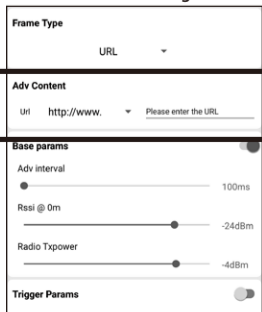 Frame Type
URL
Adv Content
Url http://www. Please enter the URL
Base params
Adv interval
100ms
Rssi @ 0m
-24dBm
Radio Txpower
-4dBm
Trigger Params